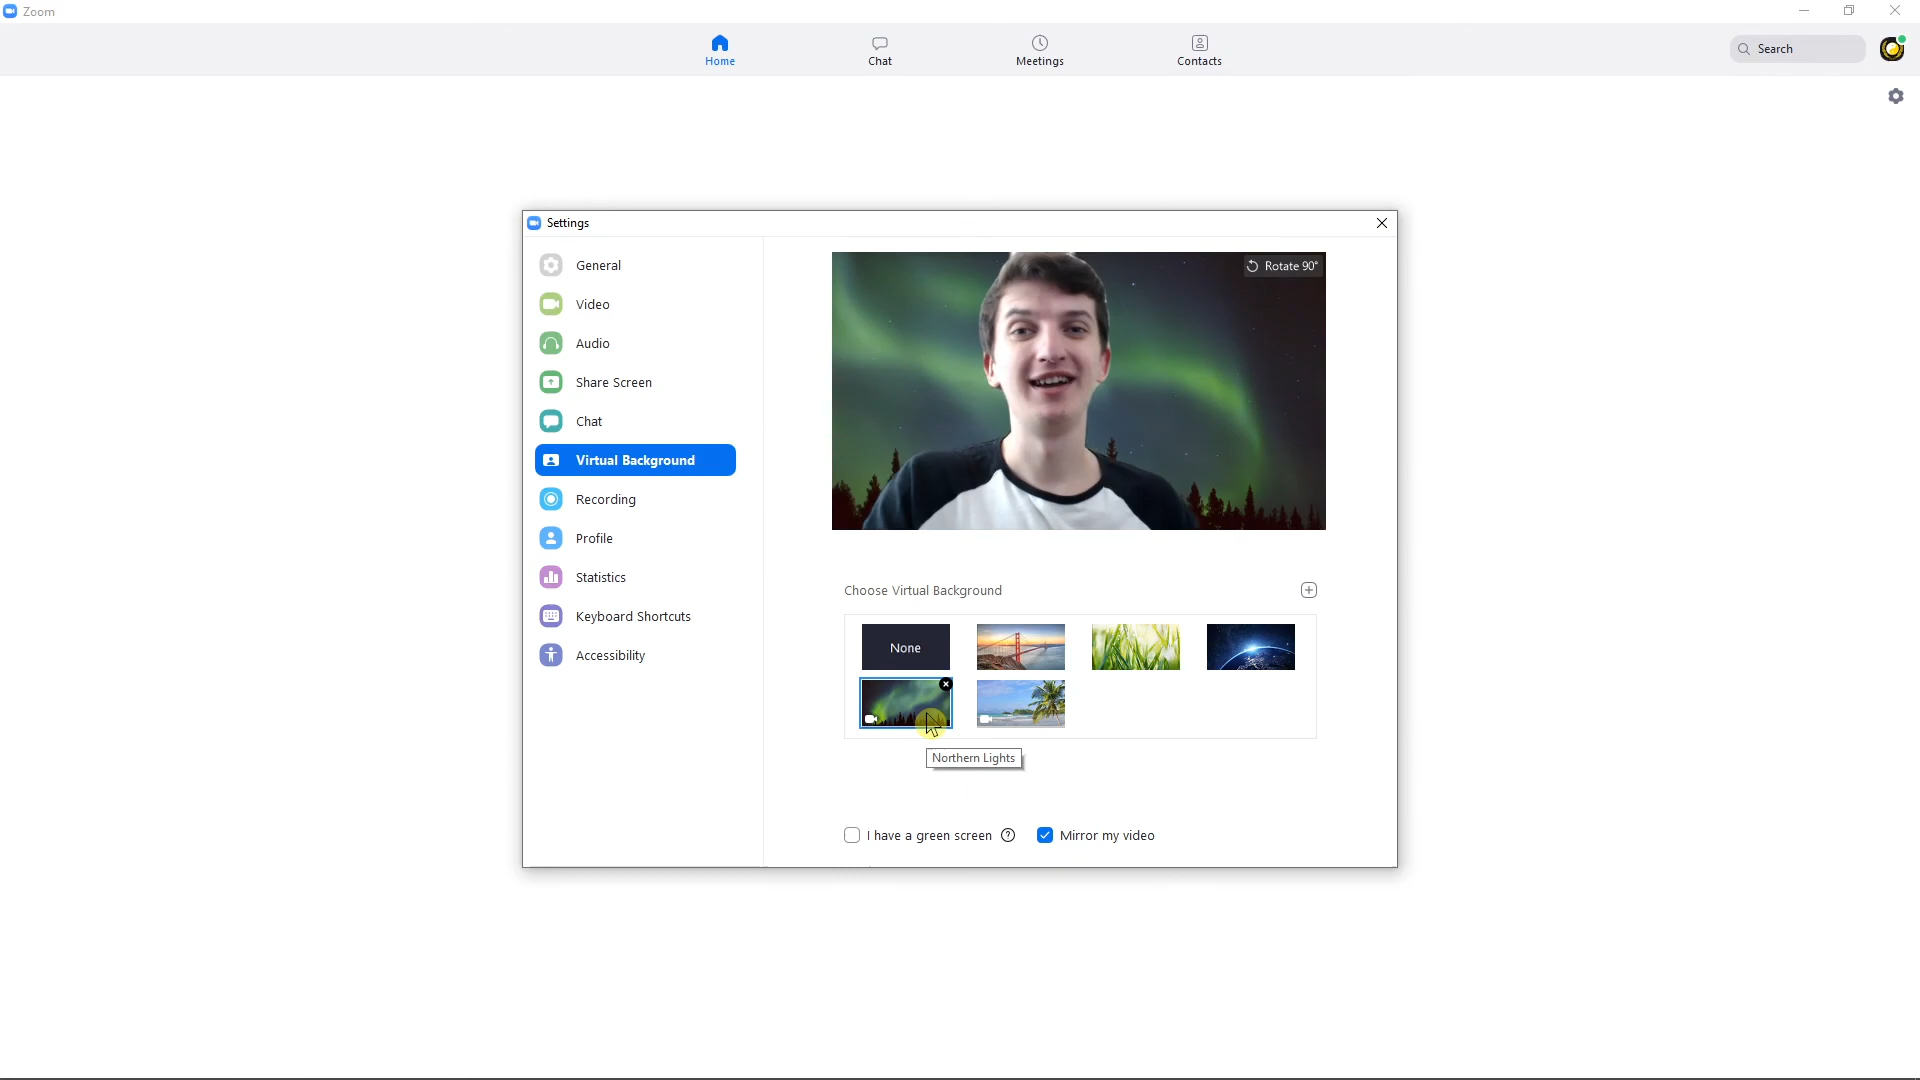 Zoom
Home
Chat
Meetings
Contacts
Search
Settings
General
Video
Audio
Share Screen
Chat
Virtual Background
Recording
Profile
Statistics
Keyboard Shortcuts
Accessibility
Rotate 90°
Choose Virtual Background
None
Northern Lights
I have a green screen
Mirror my video